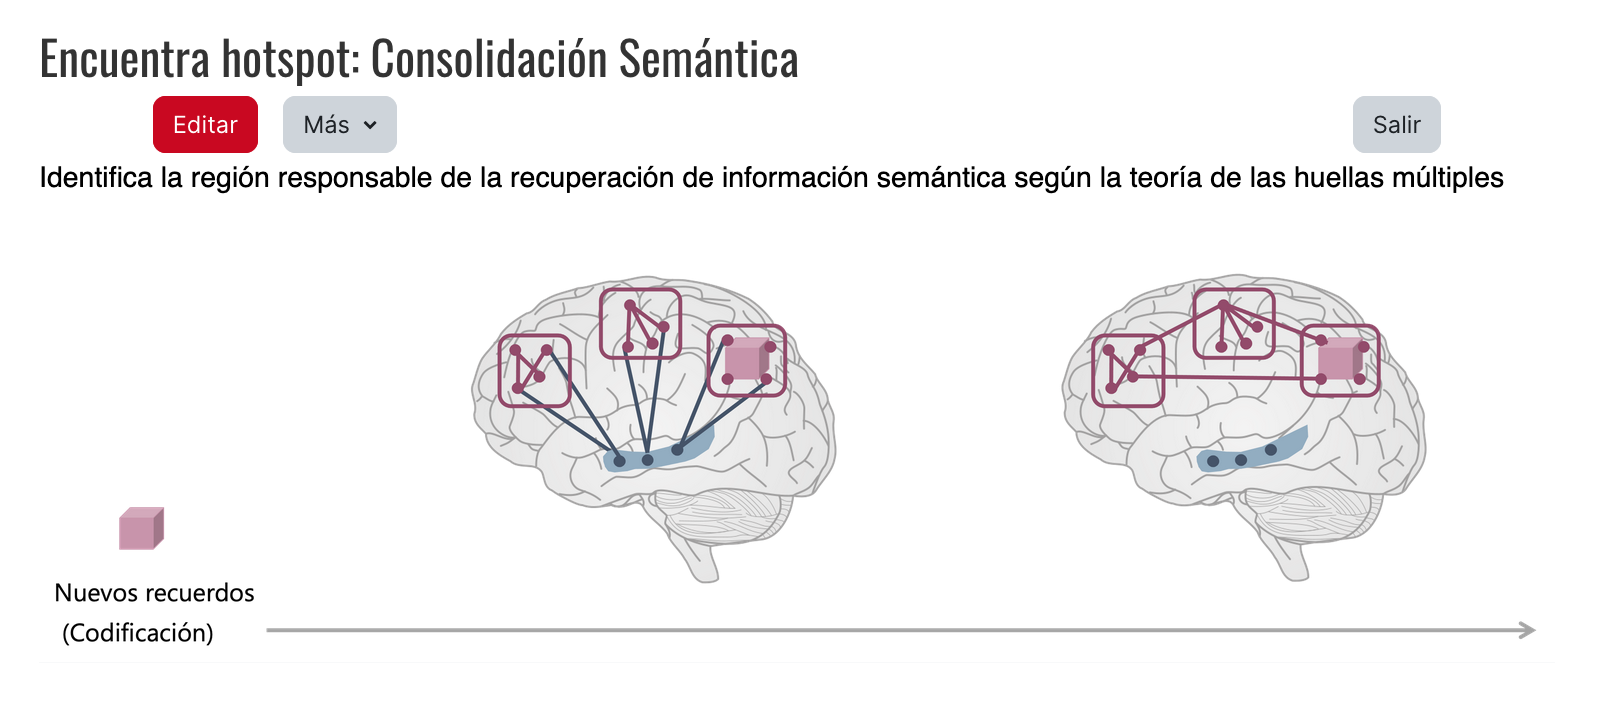 Encuentra hotspot: Consolidación Semántica
Editar
Más
Salir
Identifica la región responsable de la recuperación de información semántica según la teoría de las huellas múltiples
Nuevos recuerdos
(Codificación)